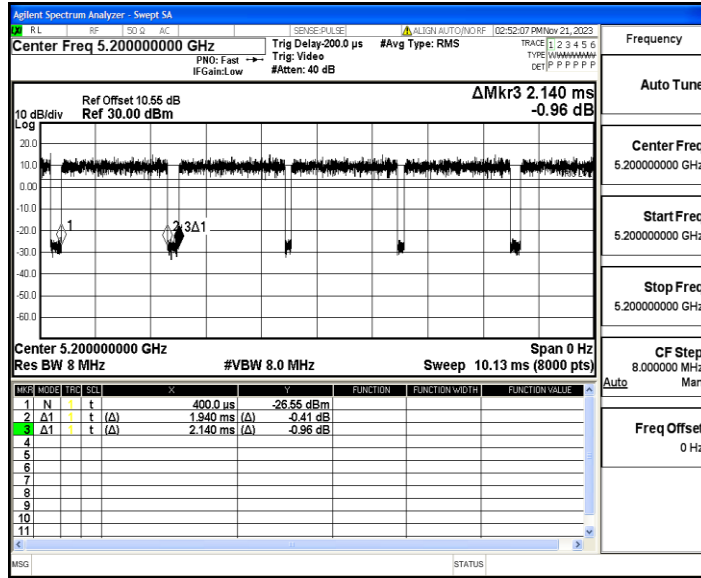 Agilent Spectrum Analyzer - Swept SA
RL RF 50 Ω AC SENSE:PULSE ALIGN AUTO/NO RF 02:52:07 PM Nov 21, 2023
Center Freq 5.200000000 GHz
PNO: Fast
IFGain:Low
Trig Delay-200.0 µs
Trig: Video
#Atten: 40 dB
#Avg Type: RMS
TRACE 1 2 3 4 5 6
TYPE
DET P P P P P P
ΔMkr3 2.140 ms
-0.96 dB
Ref Offset 10.55 dB
10 dB/div Ref 30.00 dBm
Log
20.0
10.0
0.00
-10.0
-20.0
-30.0
-40.0
-50.0
-60.0
1
2
3Δ1
Center 5.200000000 GHz Span 0 Hz
Res BW 8 MHz #VBW 8.0 MHz Sweep 10.13 ms (8000 pts)
MKR MODE TRC SCL X Y FUNCTION FUNCTION WIDTH FUNCTION VALUE
1 N 1 t 400.0 µs -26.55 dBm
2 Δ1 1 t (Δ) 1.940 ms (Δ) -0.41 dB
3 Δ1 1 t (Δ) 2.140 ms (Δ) -0.96 dB
4
5
6
7
8
9
10
11
MSG STATUS
Frequency
Auto Tune
Center Freq
5.200000000 GHz
Start Freq
5.200000000 GHz
Stop Freq
5.200000000 GHz
CF Step
8.000000 MHz
Auto Man
Freq Offset
0 Hz